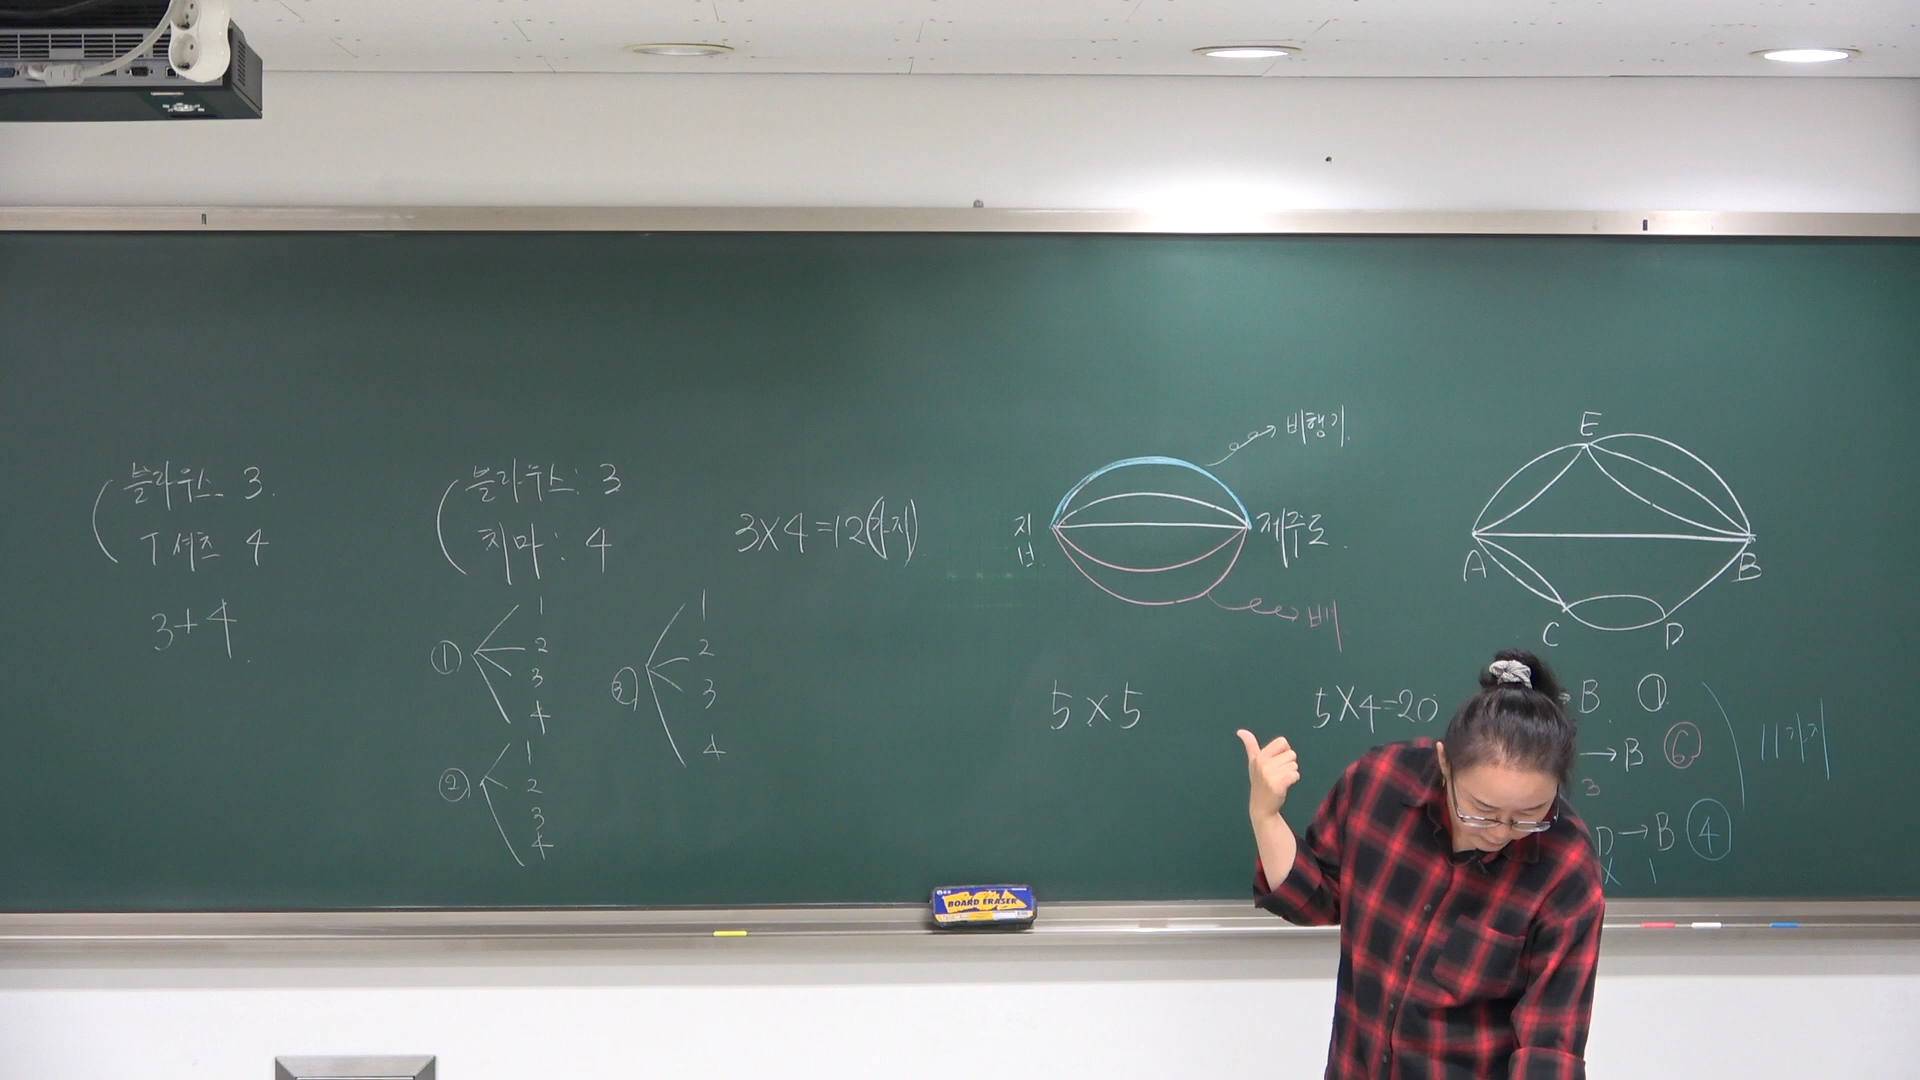 블라우스 3.
T셔츠 4
3+4
블라우스: 3
치마: 4
① 1
2
3
4
② 1
2
3
4
③ 1
2
3
4
3×4=12(가지)
비행기
제주도
배
5×5
5×4=20
E
A
B
C
D
B ①
→B ⑥
3
D→B ④
× 1
11가지
BOARD ERASER